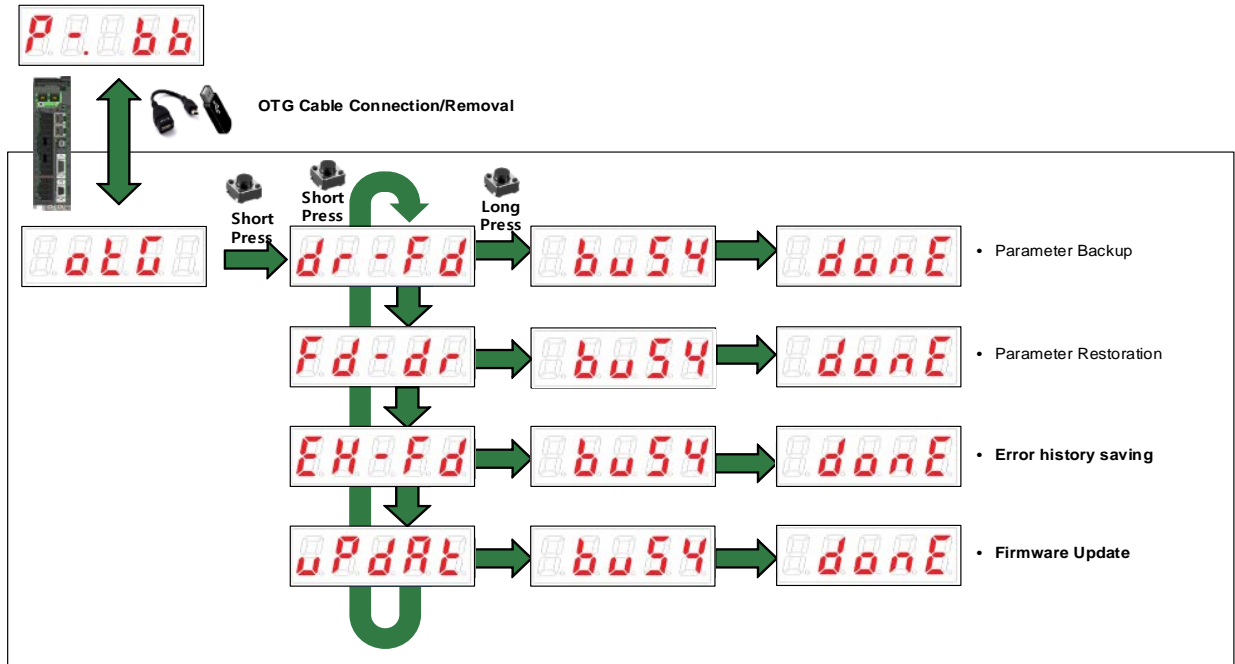 P-. bb
OTG Cable Connection/Removal
Short
Press
Short
Press
Long
Press
otG
dr-Fd
buSY
donE
• Parameter Backup
Fd-dr
buSY
donE
• Parameter Restoration
EH-Fd
buSY
donE
• Error history saving
uPdAt
buSY
donE
• Firmware Update